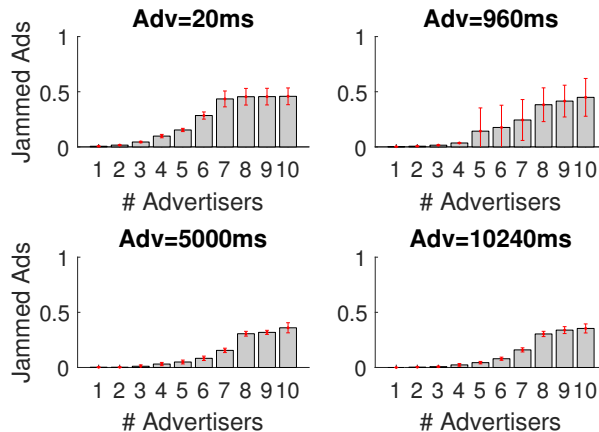 Adv=20ms
Jammed Ads
1
0.5
0
1 2 3 4 5 6 7 8 9 10
# Advertisers
Adv=960ms
1
0.5
0
1 2 3 4 5 6 7 8 9 10
# Advertisers
Adv=5000ms
Jammed Ads
1
0.5
0
1 2 3 4 5 6 7 8 9 10
# Advertisers
Adv=10240ms
1
0.5
0
1 2 3 4 5 6 7 8 9 10
# Advertisers